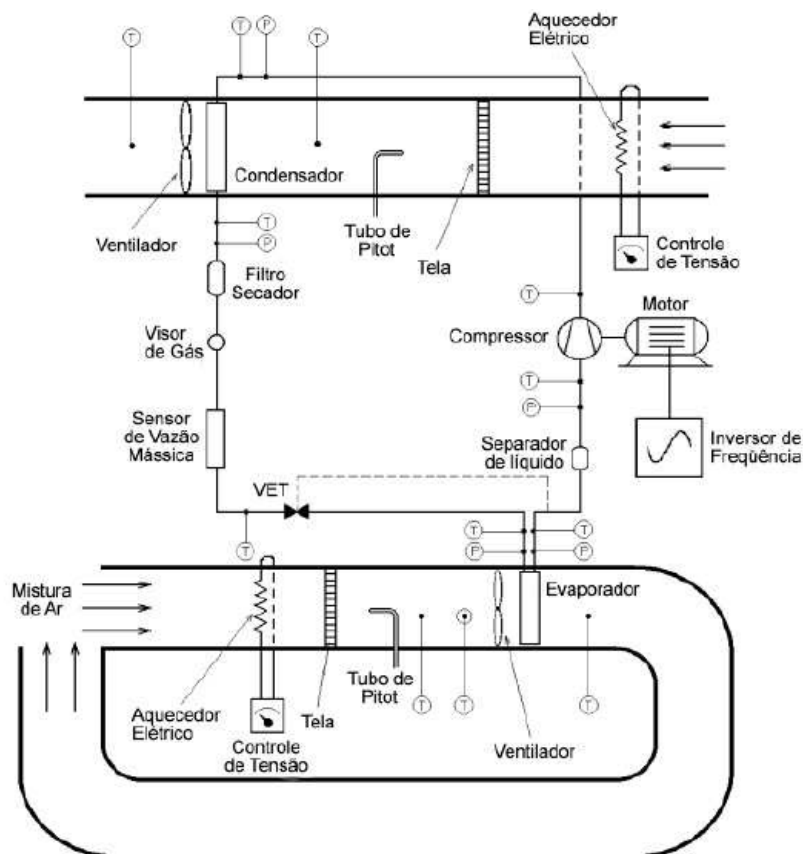 T
T
P
T
Aquecedor
Elétrico
Condensador
Ventilador
Tubo de
Pitot
Tela
Controle
de Tensão
T
P
Filtro
Secador
Visor
de Gás
Sensor
de Vazão
Mássica
T
Compressor
Motor
T
P
Separador
de líquido
Inversor de
Freqüência
VET
T
T
T
P
P
Mistura
de Ar
Evaporador
Aquecedor
Elétrico
Controle
de Tensão
Tela
Tubo de
Pitot
T
T
T
Ventilador